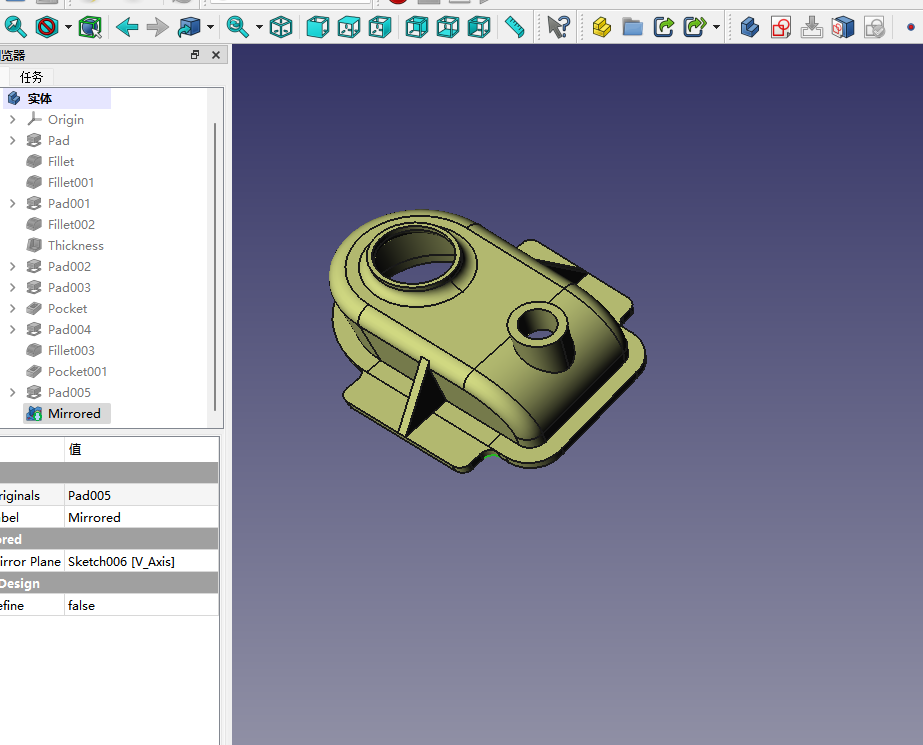 览器
任务
实体
Origin
Pad
Fillet
Fillet001
Pad001
Fillet002
Thickness
Pad002
Pad003
Pocket
Pad004
Fillet003
Pocket001
Pad005
Mirrored
值
riginals Pad005
bel Mirrored
ored
irror Plane Sketch006 [V_Axis]
Design
efine false